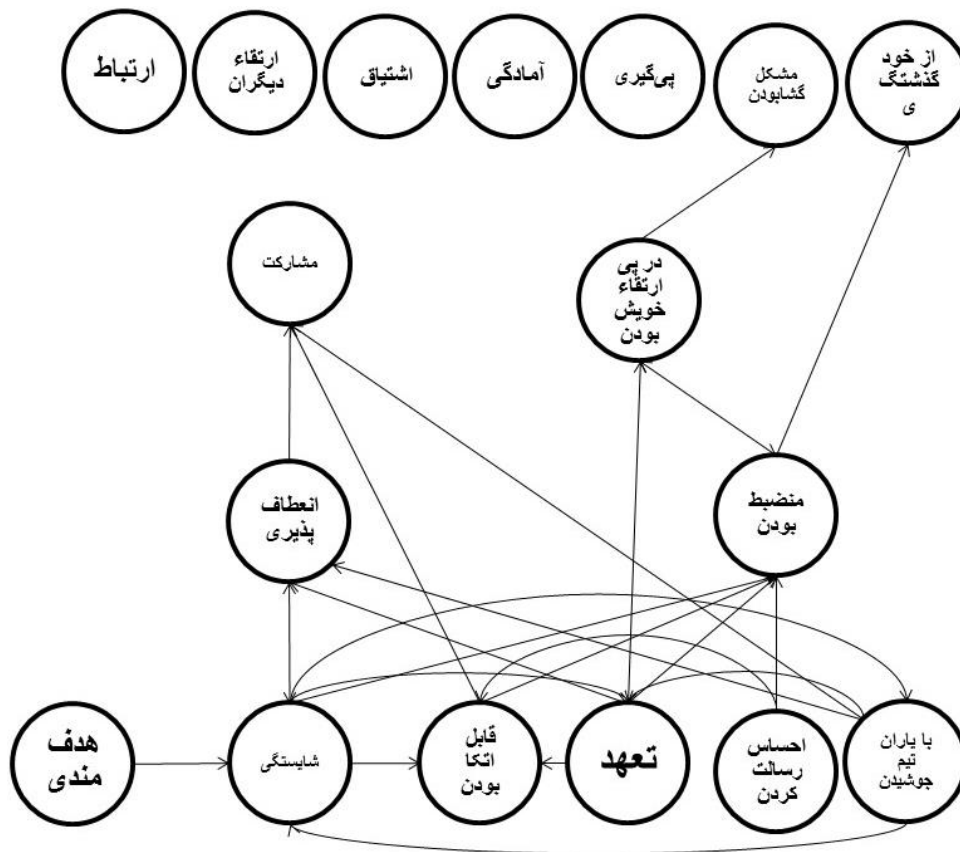 از خود
گذشتگ
ی
مشکل
گشابودن
پی‌گیری
آمادگی
اشتیاق
ارتقاء
دیگران
ارتباط
در پی
ارتقاء
خویش
بودن
مشارکت
منضبط
بودن
انعطاف
پذیری
با یاران
تیم
جوشیدن
احساس
رسالت
کردن
تعهد
قابل
اتکا
بودن
شایستگی
هدف
مندی